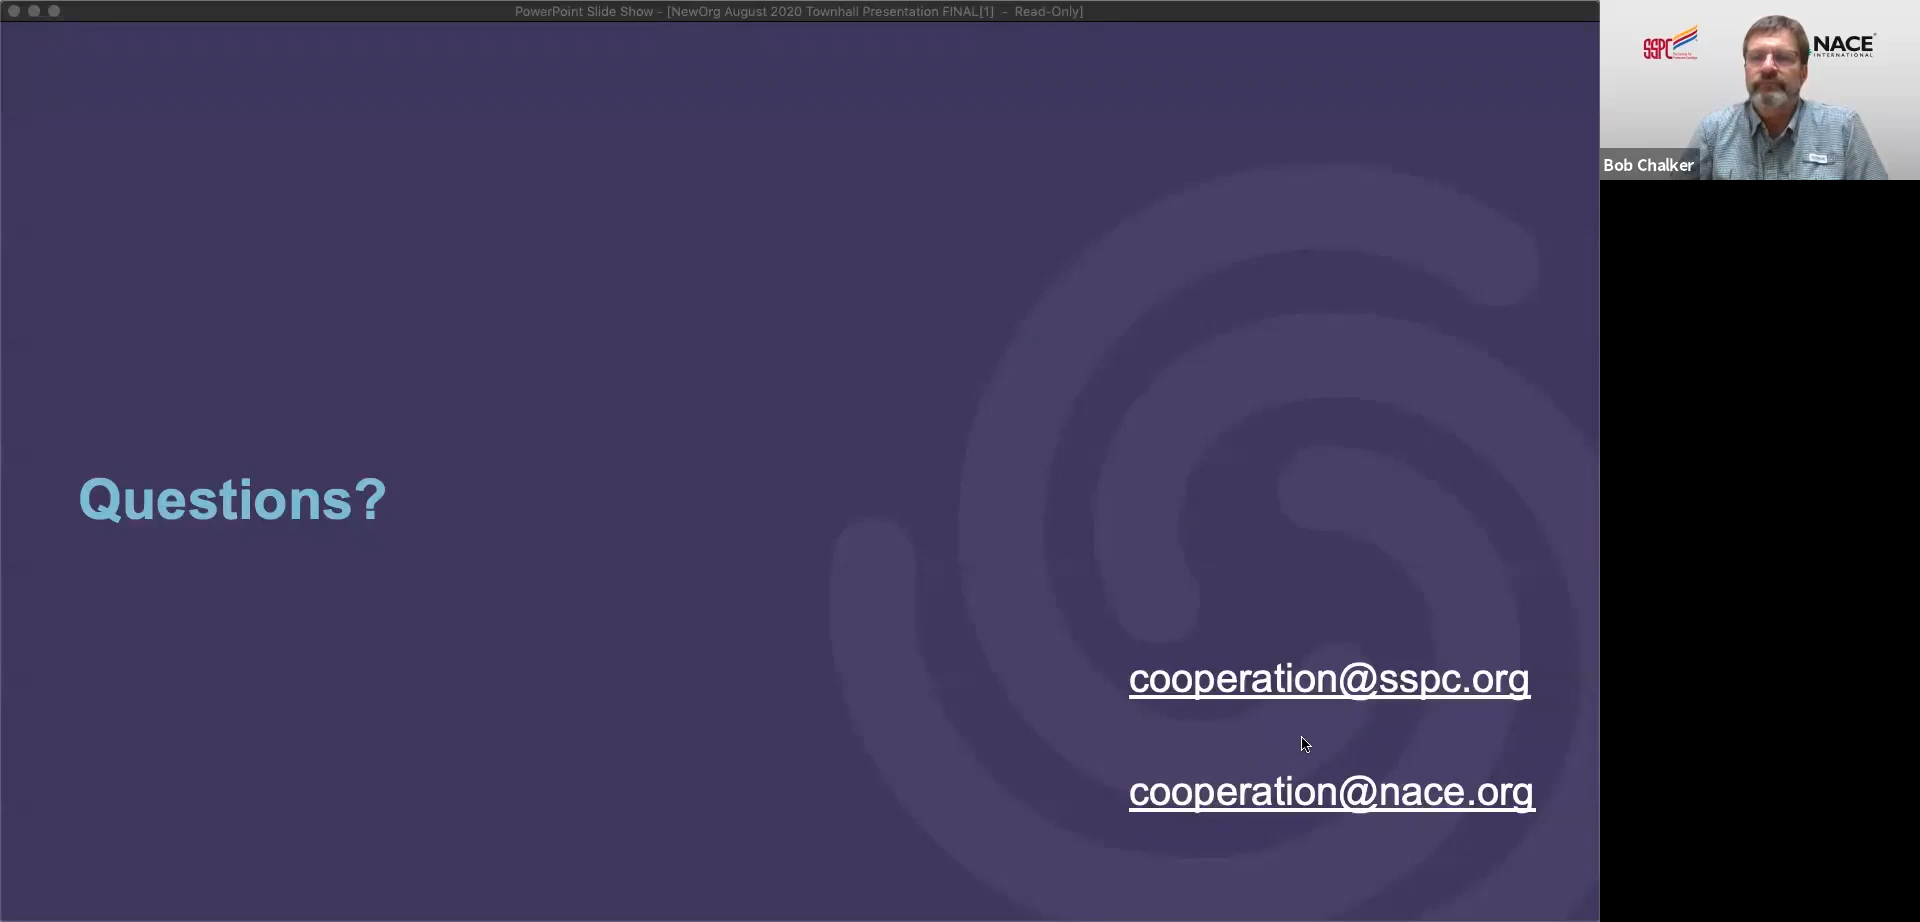 PowerPoint Slide Show - [NewOrg August 2020 Townhall Presentation FINAL[1] - Read-Only]
SSPC
NACE
INTERNATIONAL
Bob Chalker
Questions?
cooperation@sspc.org
cooperation@nace.org